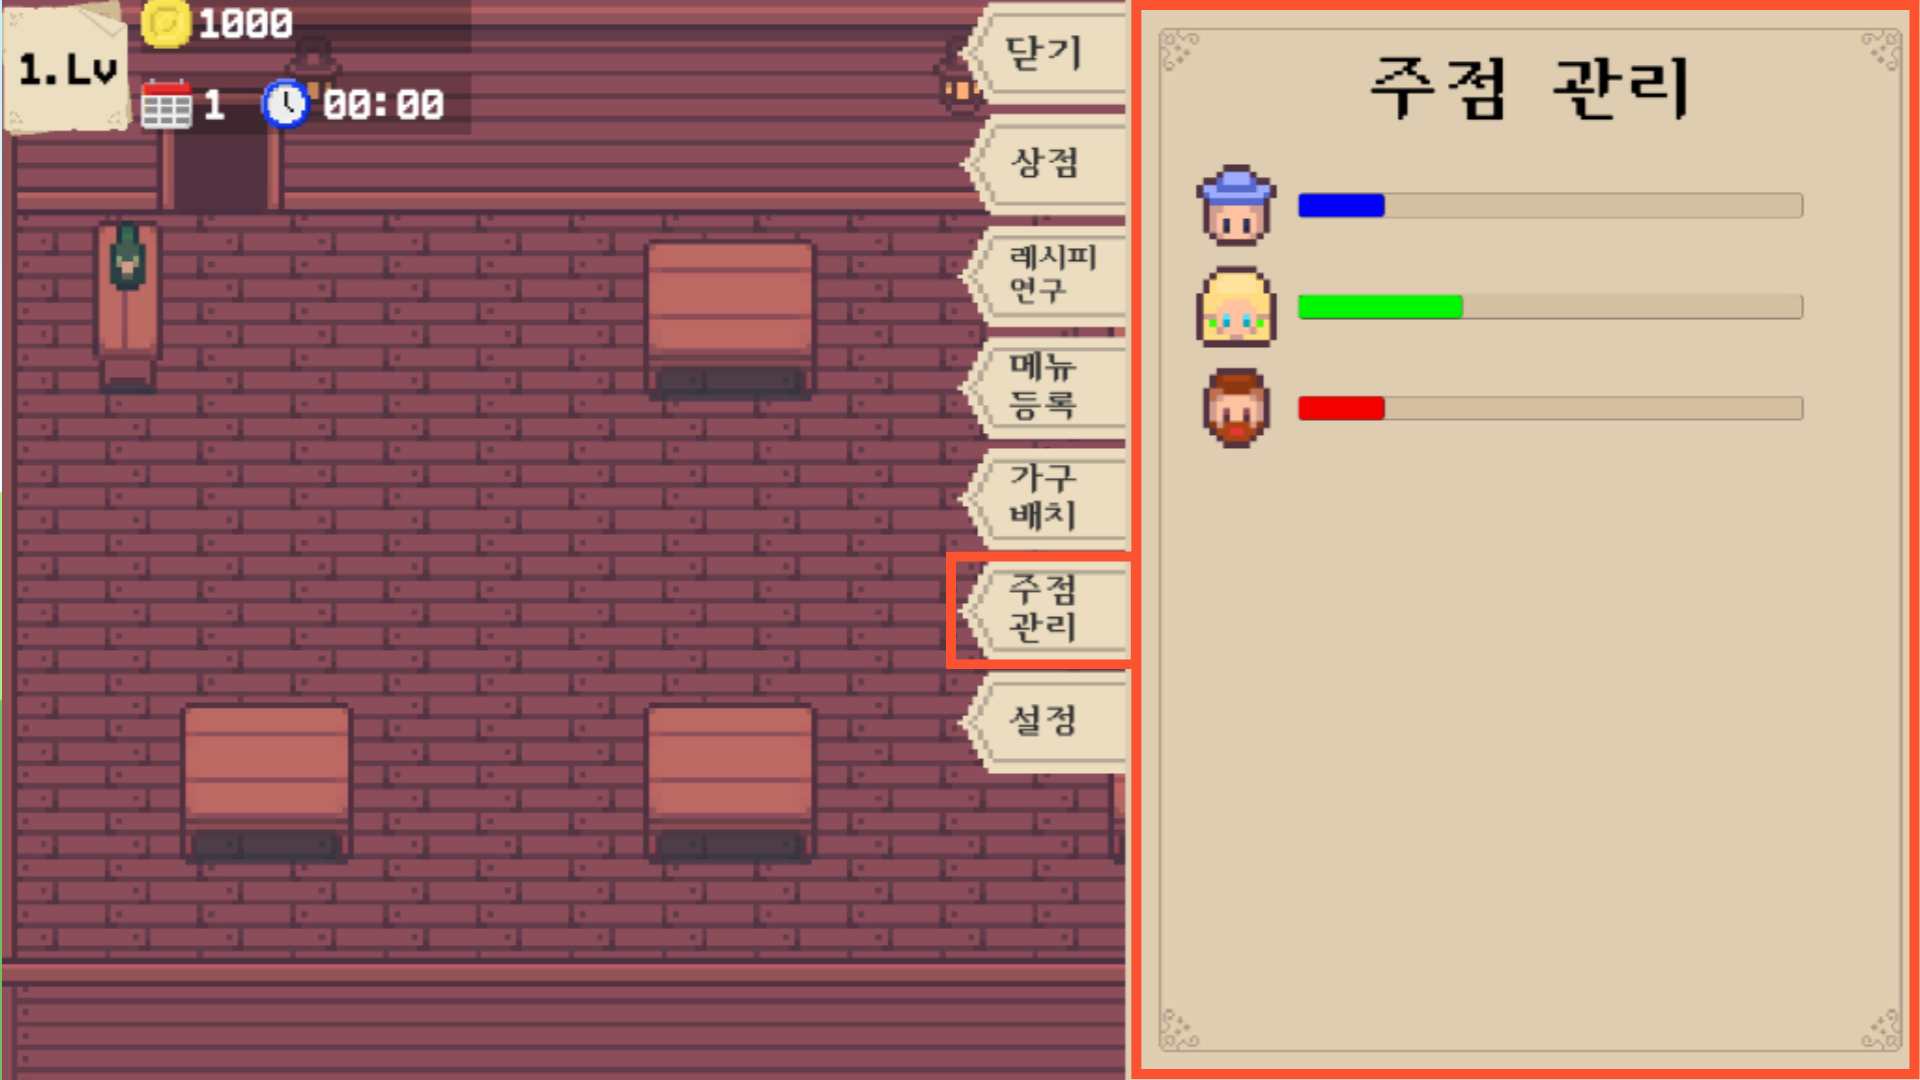 1.Lv
1000
1
00:00
닫기
상점
레시피
연구
메뉴
등록
가구
배치
주점
관리
설정
주점 관리